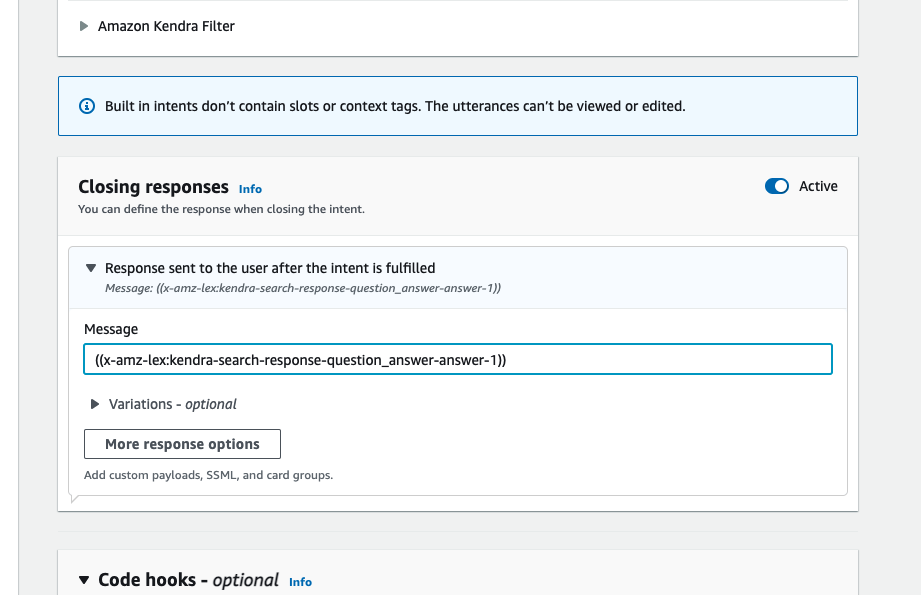 Amazon Kendra Filter
Built in intents don’t contain slots or context tags. The utterances can’t be viewed or edited.
Closing responses Info
Active
You can define the response when closing the intent.
Response sent to the user after the intent is fulfilled
Message: ((x-amz-lex:kendra-search-response-question_answer-answer-1))
Message
((x-amz-lex:kendra-search-response-question_answer-answer-1))
Variations - optional
More response options
Add custom payloads, SSML, and card groups.
Code hooks - optional Info